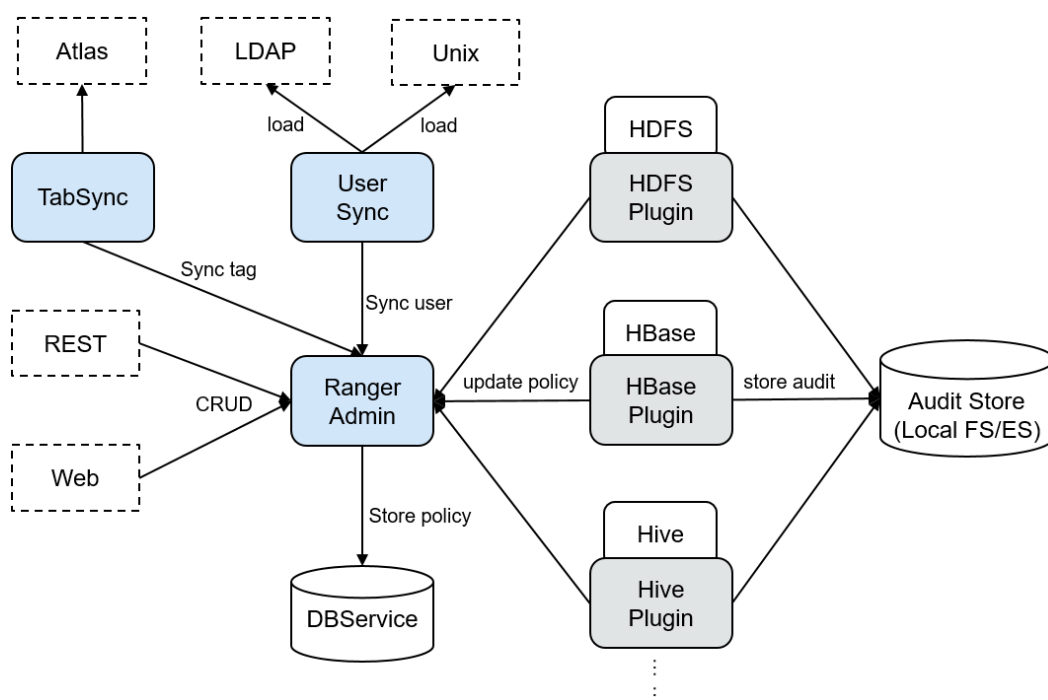 Atlas
LDAP
Unix
load
load
HDFS
TabSync
User
Sync
HDFS
Plugin
Sync tag
Sync user
REST
HBase
Ranger
Admin
update policy
HBase
Plugin
store audit
Audit Store
(Local FS/ES)
CRUD
Web
Store policy
Hive
Hive
Plugin
DBService